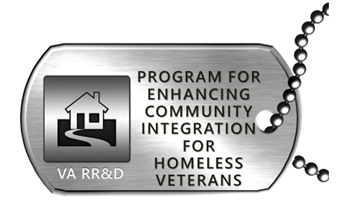 PROGRAM FOR
ENHANCING
COMMUNITY
INTEGRATION
FOR
HOMELESS
VETERANS
VA RR&D